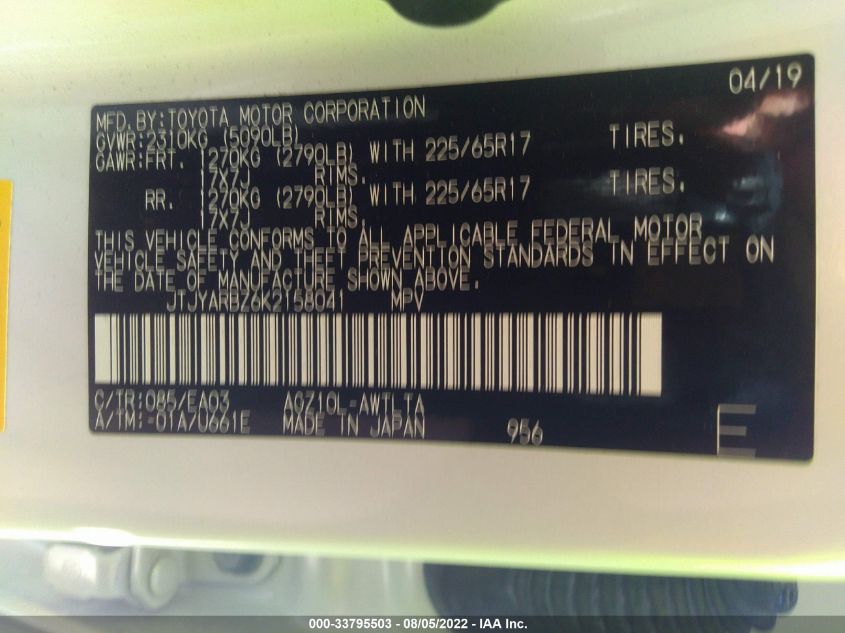 04/19
MFD.BY:TOYOTA MOTOR CORPORATION
GVWR:2310KG (5090LB)
GAWR:FRT. 1270KG (2790LB) WITH 225/65R17 TIRES.
17X7J RIMS.
RR. 1270KG (2790LB) WITH 225/65R17 TIRES.
17X7J RIMS.
THIS VEHICLE CONFORMS TO ALL APPLICABLE FEDERAL MOTOR
VEHICLE SAFETY AND THEFT PREVENTION STANDARDS IN EFFECT ON
THE DATE OF MANUFACTURE SHOWN ABOVE.
JTJYARBZ6K2158041 MPV
C/TR:085/EA03 AGZ10L-AWTLTA
A/TM:-01A/U661E MADE IN JAPAN 956
E
000-33795503 - 08/05/2022 - IAA Inc.